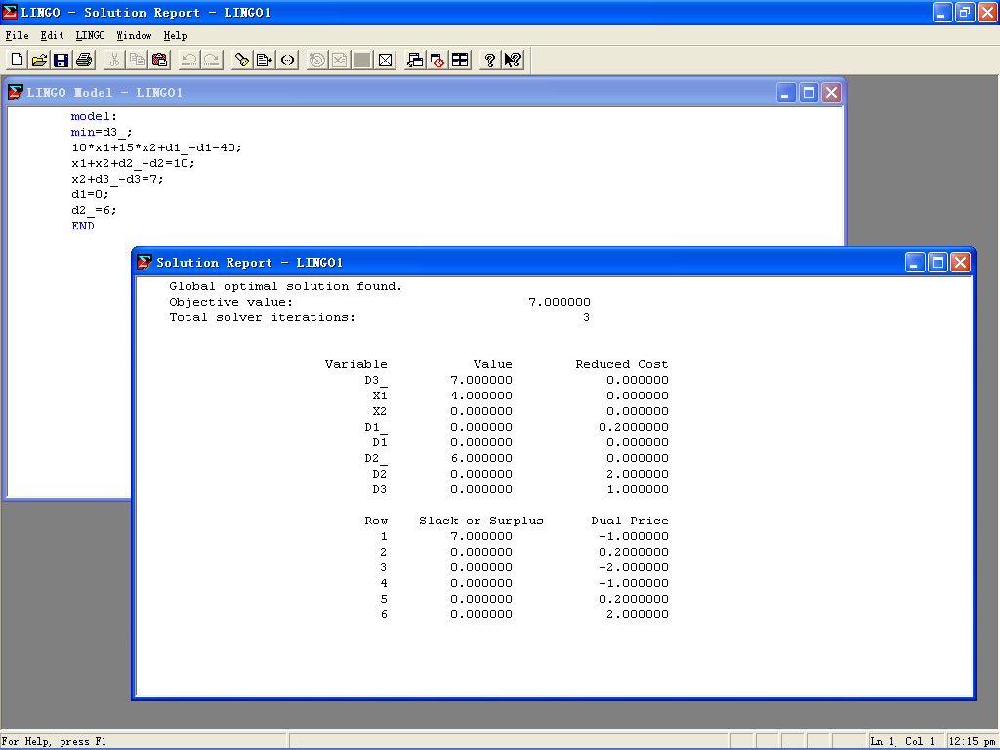 LINGO - Solution Report - LINGO1
File Edit LINGO Window Help
LINGO Model - LINGO1
model:
min=d3_;
10*x1+15*x2+d1_-d1=40;
x1+x2+d2_-d2=10;
x2+d3_-d3=7;
d1=0;
d2_=6;
END
Solution Report - LINGO1
Global optimal solution found.
Objective value: 7.000000
Total solver iterations: 3
Variable Value Reduced Cost
D3_ 7.000000 0.000000
X1 4.000000 0.000000
X2 0.000000 0.000000
D1_ 0.000000 0.2000000
D1 0.000000 0.000000
D2_ 6.000000 0.000000
D2 0.000000 2.000000
D3 0.000000 1.000000
Row Slack or Surplus Dual Price
1 7.000000 -1.000000
2 0.000000 0.2000000
3 0.000000 -2.000000
4 0.000000 -1.000000
5 0.000000 0.2000000
6 0.000000 2.000000
For Help, press F1
Ln 1, Col 1
12:15 pm